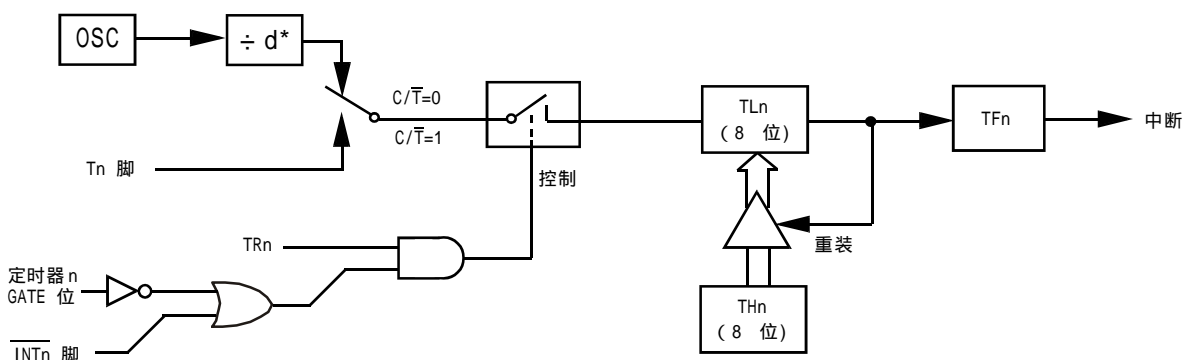 OSC
÷ d*
C/T̅=0
C/T̅=1
Tn 脚
控制
TLn
(8 位)
TFn
中断
重装
TRn
定时器n
GATE 位
I̅N̅T̅n̅ 脚
THn
(8 位)